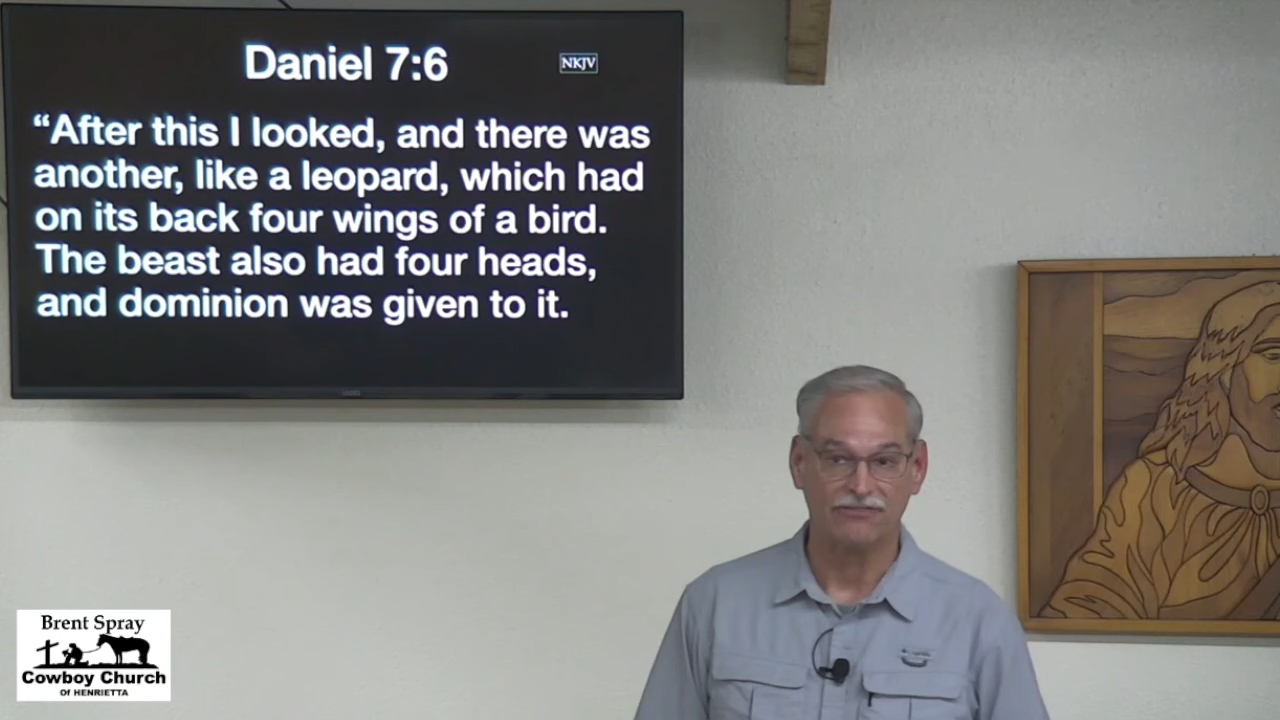 Daniel 7:6
NKJV
“After this I looked, and there was
another, like a leopard, which had
on its back four wings of a bird.
The beast also had four heads,
and dominion was given to it.
Brent Spray
Cowboy Church
OF HENRIETTA